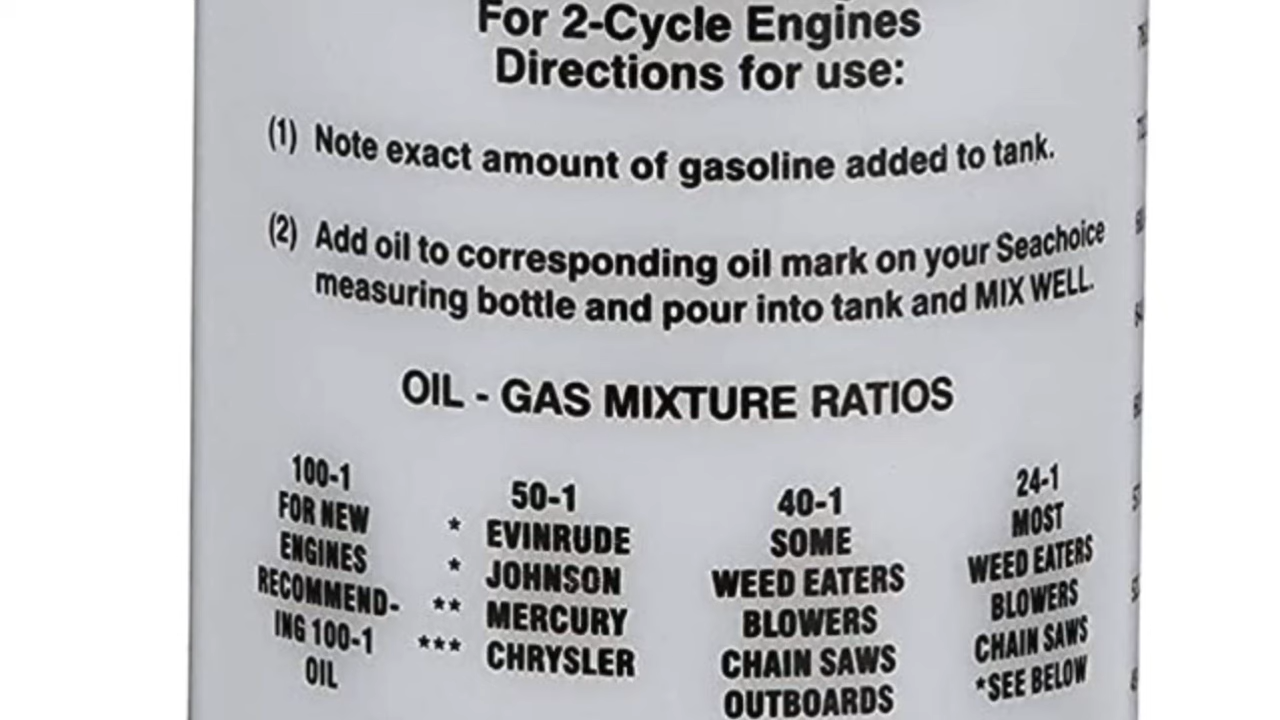 For 2-Cycle Engines
Directions for use:
(1) Note exact amount of gasoline added to tank.
(2) Add oil to corresponding oil mark on your Seachoice
measuring bottle and pour into tank and MIX WELL.
OIL - GAS MIXTURE RATIOS
100-1
FOR NEW
ENGINES
RECOMMEND-
ING 100-1
OIL
50-1
* EVINRUDE
* JOHNSON
** MERCURY
*** CHRYSLER
40-1
SOME
WEED EATERS
BLOWERS
CHAIN SAWS
OUTBOARDS
24-1
MOST
WEED EATERS
BLOWERS
CHAIN SAWS
*SEE BELOW